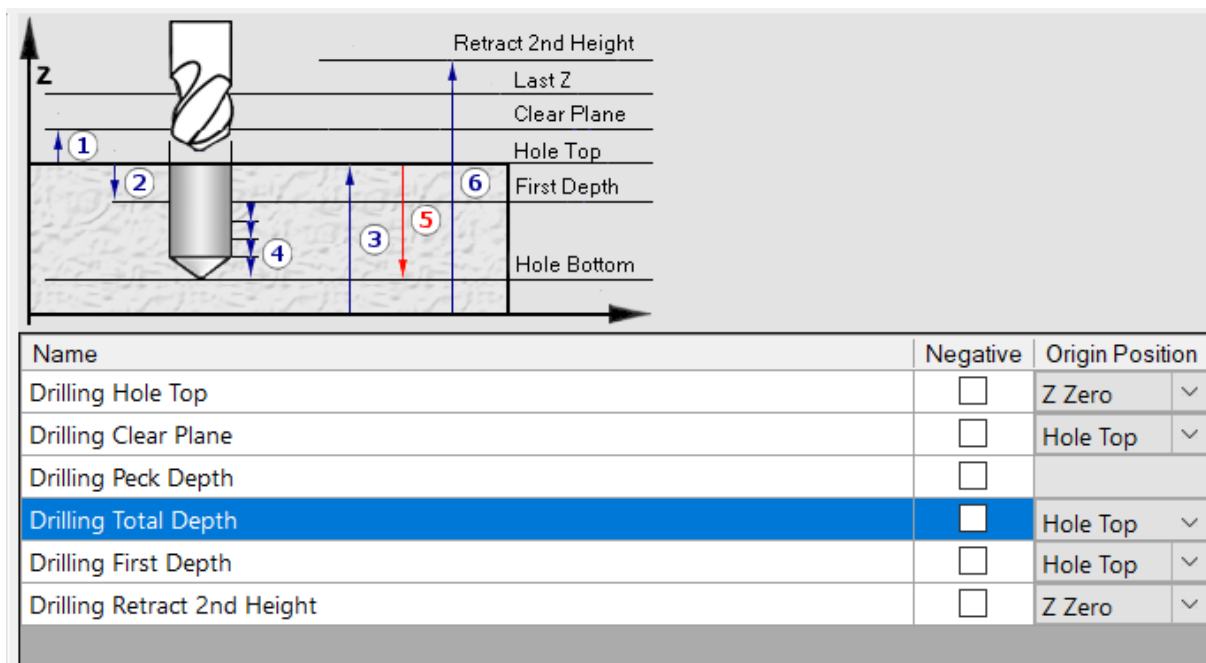 Retract 2nd Height
Z
Last Z
Clear Plane
1
Hole Top
2
6
First Depth
5
3
4
Hole Bottom
Name Negative Origin Position
Drilling Hole Top Z Zero
Drilling Clear Plane Hole Top
Drilling Peck Depth
Drilling Total Depth Hole Top
Drilling First Depth Hole Top
Drilling Retract 2nd Height Z Zero